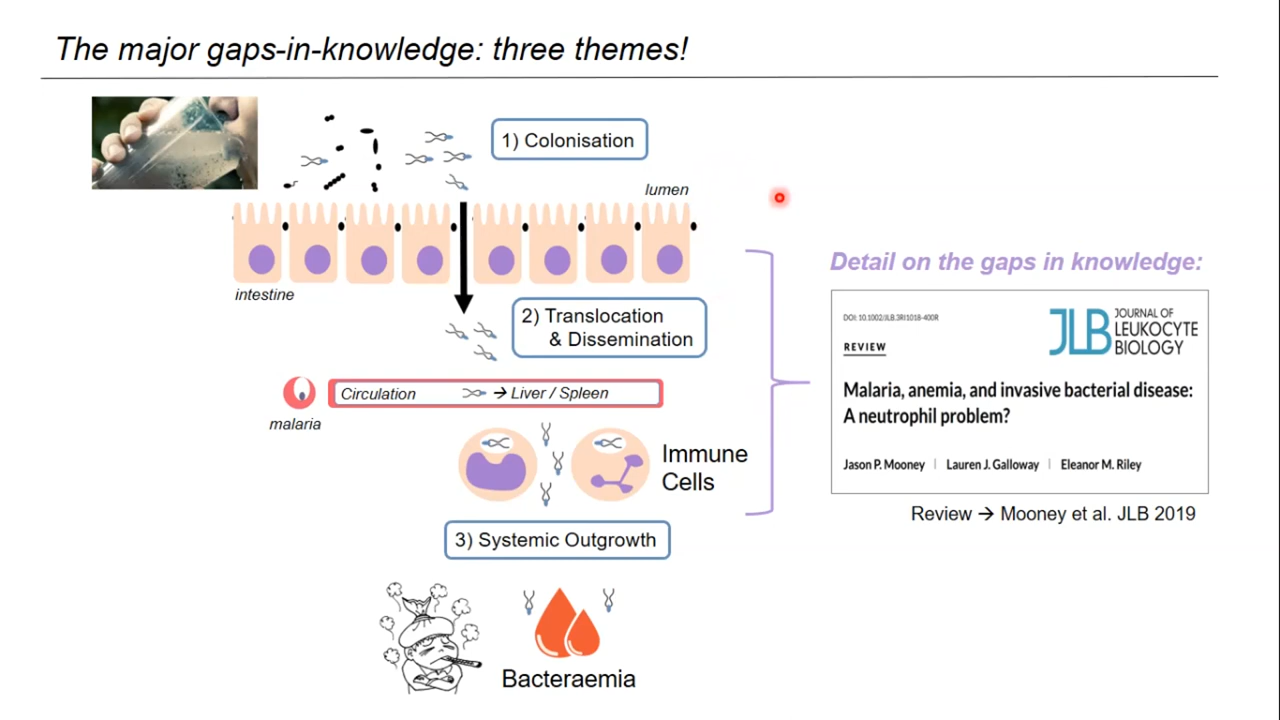 The major gaps-in-knowledge: three themes!
1) Colonisation
lumen
intestine
2) Translocation
& Dissemination
Circulation → Liver / Spleen
malaria
Immune
Cells
3) Systemic Outgrowth
Bacteraemia
Detail on the gaps in knowledge:
DOI: 10.1002/JLB.3RI1018-400R
JLB JOURNAL OF
LEUKOCYTE
BIOLOGY
REVIEW
Malaria, anemia, and invasive bacterial disease:
A neutrophil problem?
Jason P. Mooney | Lauren J. Galloway | Eleanor M. Riley
Review → Mooney et al. JLB 2019